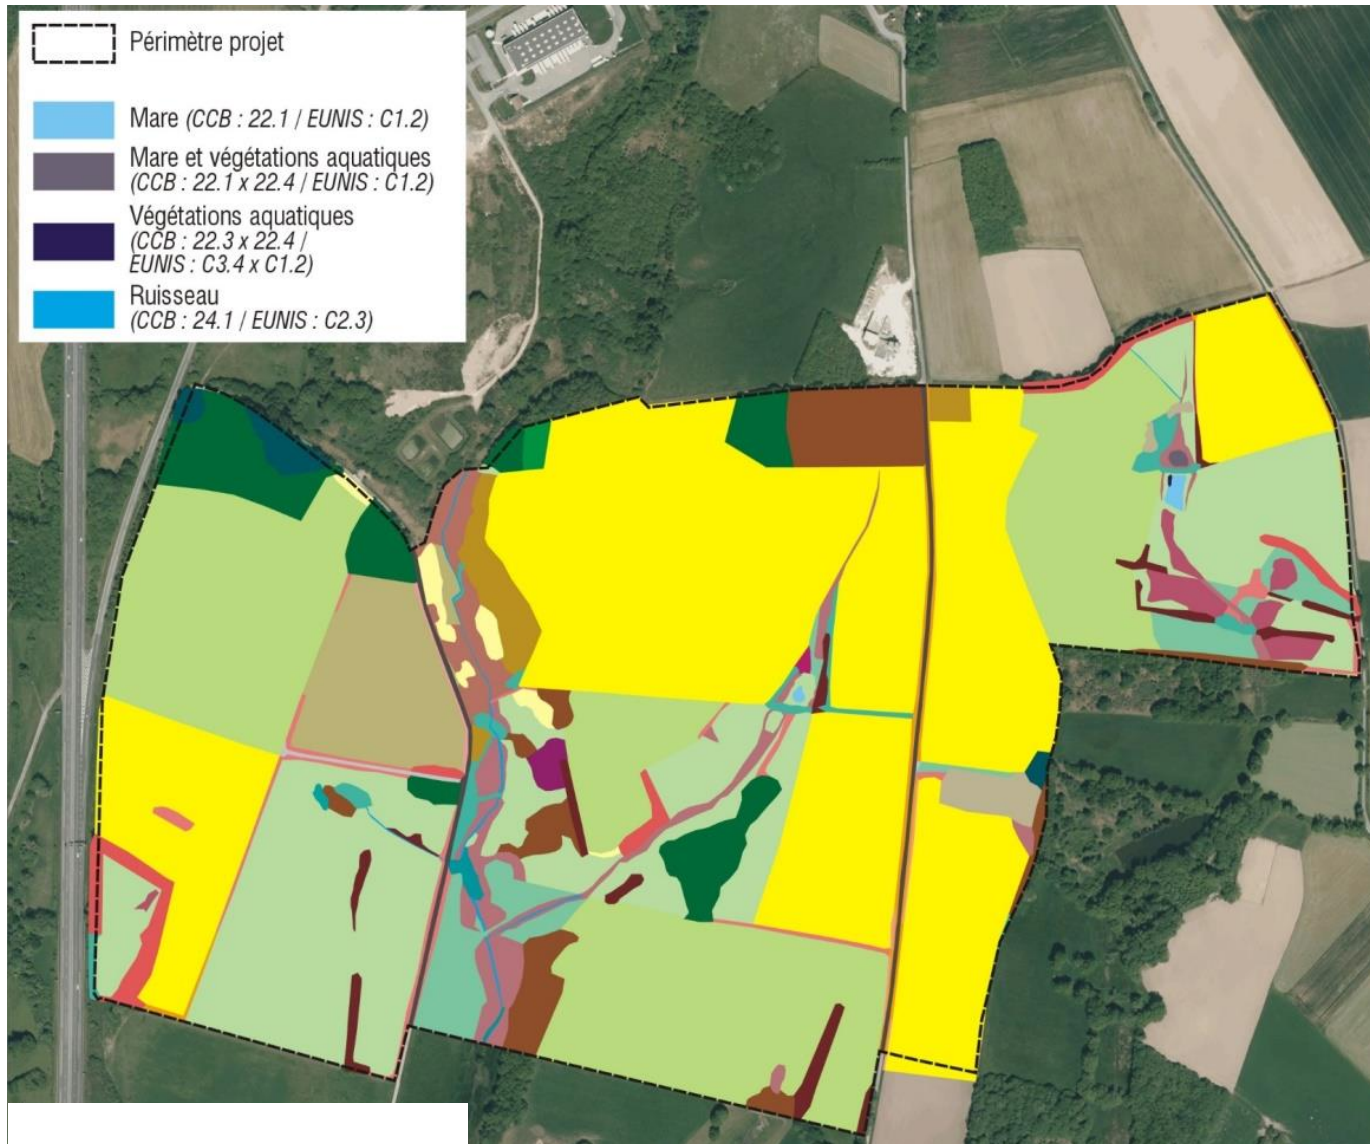 Périmètre projet
Mare (CCB : 22.1 / EUNIS : C1.2)
Mare et végétations aquatiques
(CCB : 22.1 x 22.4 / EUNIS : C1.2)
Végétations aquatiques
(CCB : 22.3 x 22.4 /
EUNIS : C3.4 x C1.2)
Ruisseau
(CCB : 24.1 / EUNIS : C2.3)